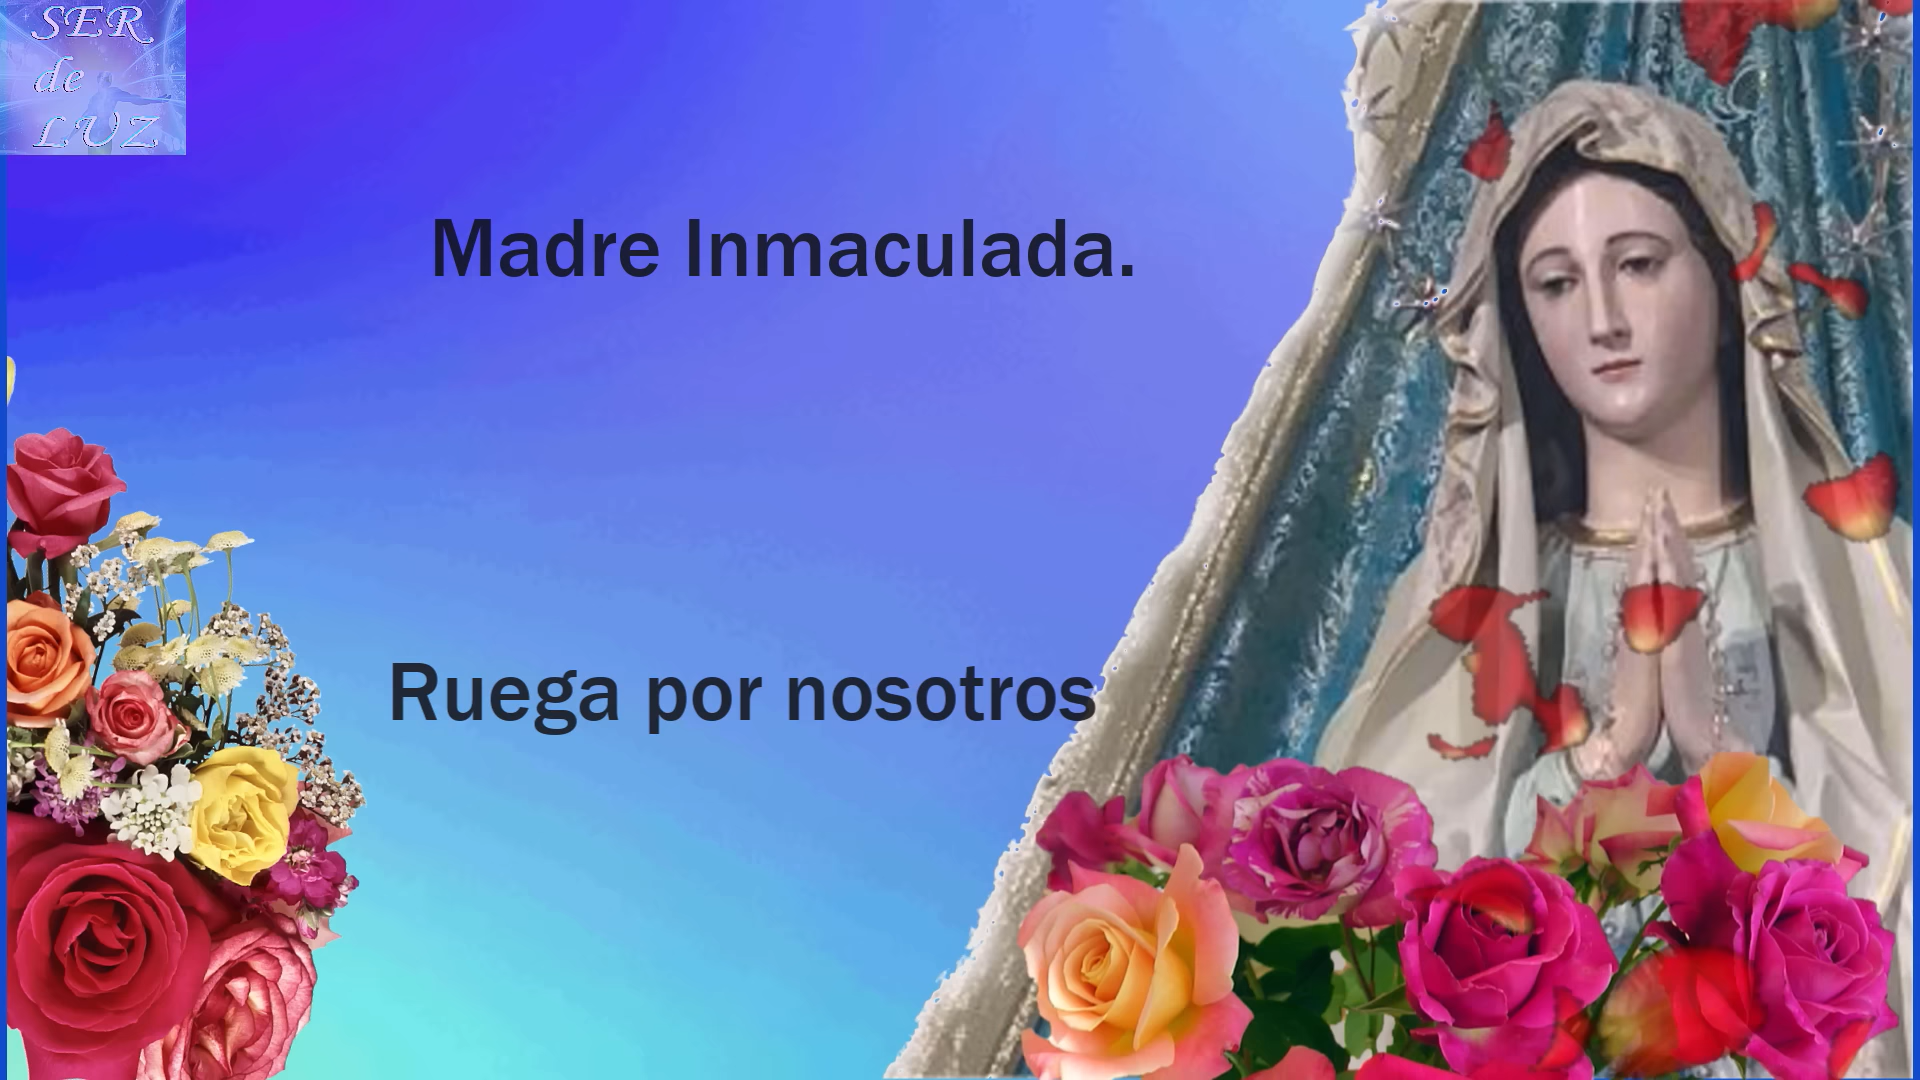 SER
de
LUZ
Madre Inmaculada.
Ruega por nosotros